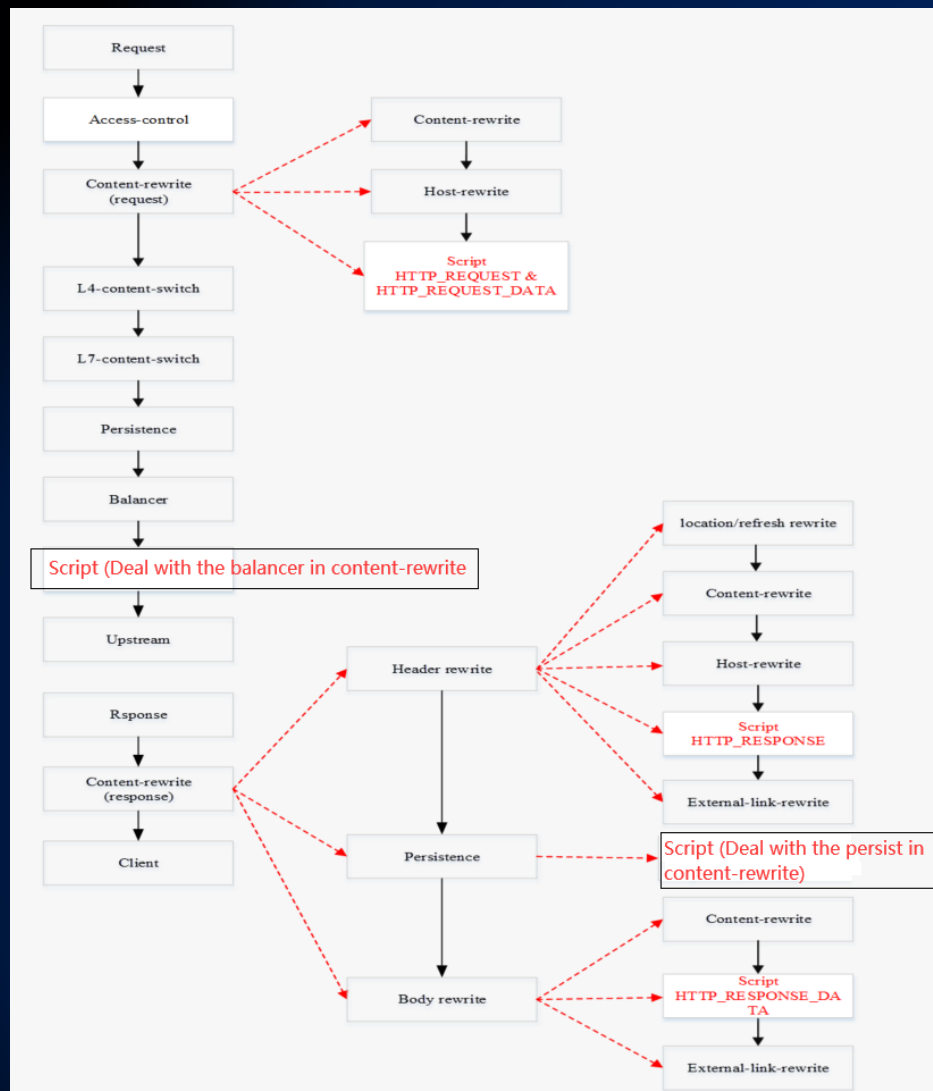 Request
Access-control
Content-rewrite
(request)
L4-content-switch
L7-content-switch
Persistence
Balancer
Script (Deal with the balancer in content-rewrite
Upstream
Content-rewrite
Host-rewrite
Script
HTTP_REQUEST &
HTTP_REQUEST_DATA
Rsponse
Content-rewrite
(response)
Client
Header rewrite
Persistence
Body rewrite
location/refresh rewrite
Content-rewrite
Host-rewrite
Script
HTTP_RESPONSE
External-link-rewrite
Script (Deal with the persist in
content-rewrite)
Content-rewrite
Script
HTTP_RESPONSE_DA
TA
External-link-rewrite